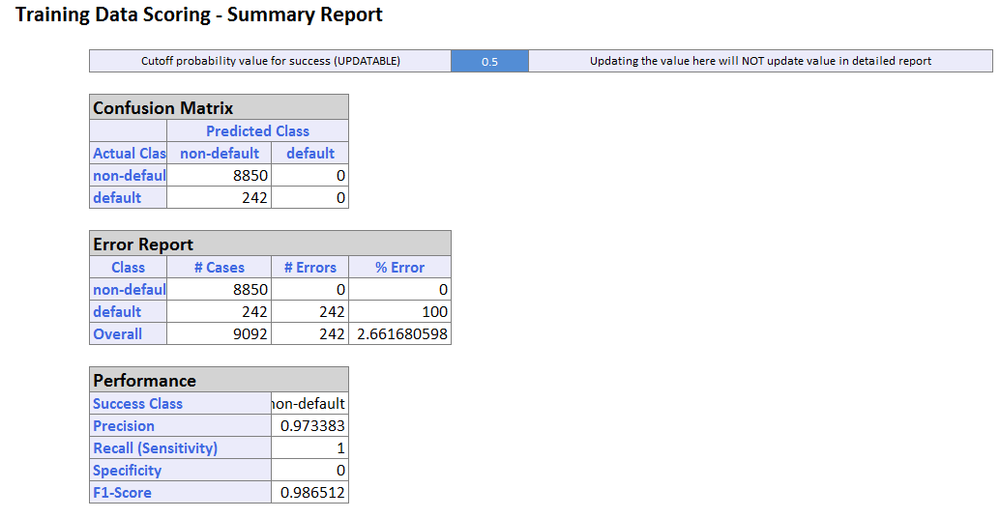 Training Data Scoring - Summary Report
Cutoff probability value for success (UPDATABLE) 0.5 Updating the value here will NOT update value in detailed report
Confusion Matrix
Predicted Class
Actual Clas non-default default
non-defaul 8850 0
default 242 0
Error Report
Class # Cases # Errors % Error
non-defaul 8850 0 0
default 242 242 100
Overall 9092 242 2.661680598
Performance
Success Class non-default
Precision 0.973383
Recall (Sensitivity) 1
Specificity 0
F1-Score 0.986512